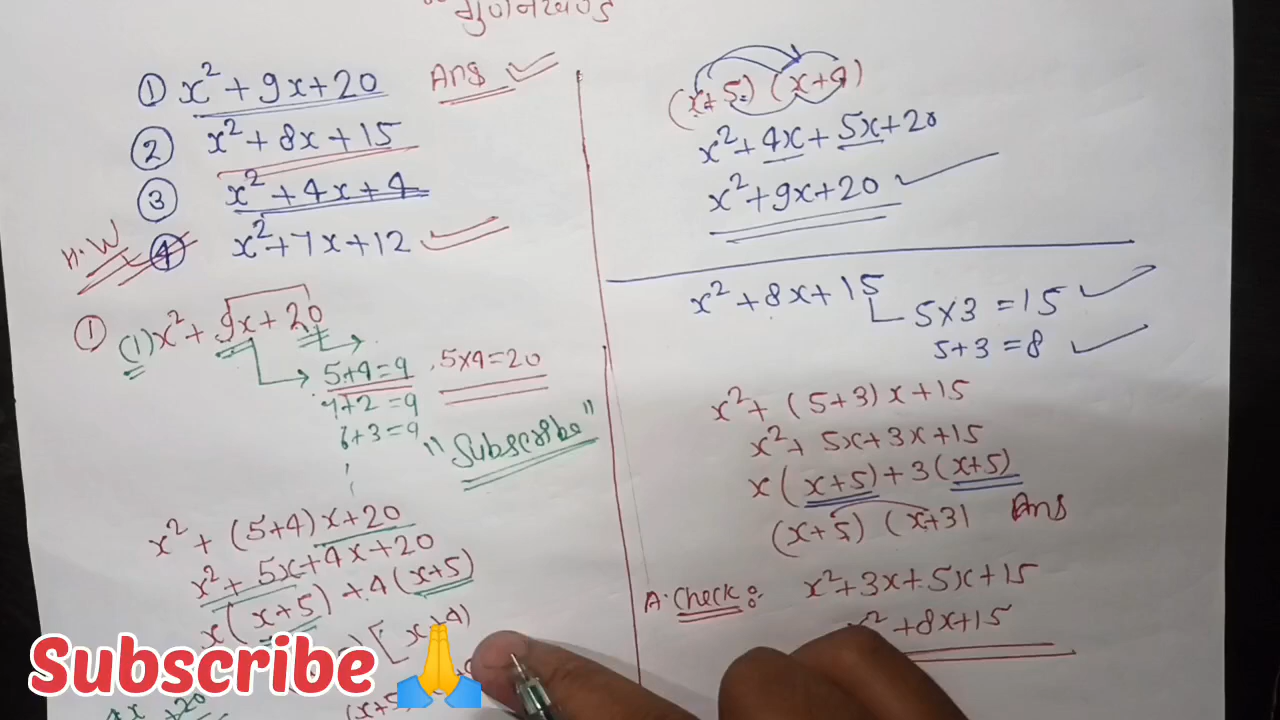 गुणनखण्ड
① x² + 9x + 20 Ans
② x² + 8x + 15
③ x² + 4x + 4
H.W ④ x² + 7x + 12
① (1)x² + 9x + 20
5+4=9 , 5x4=20
7+2 =9
6+3=9
"Subscribe"
x² + (5+4) x+20
x² + 5x+4x+20
x(x+5) + 4(x+5)
[x+4)
(x+5)
+20
Subscribe 🙏
(x+5) (x+4)
x² + 4x + 5x + 20
x² + 9x + 20
x² + 8x + 15
5x3 = 15
5+3 = 8
x² + (5+3) x + 15
x² + 5x+3x+15
x (x+5) + 3 (x+5)
(x+5) (x+3) Ans
A. Check:
x²+3x+5x+15
x² +8x+15